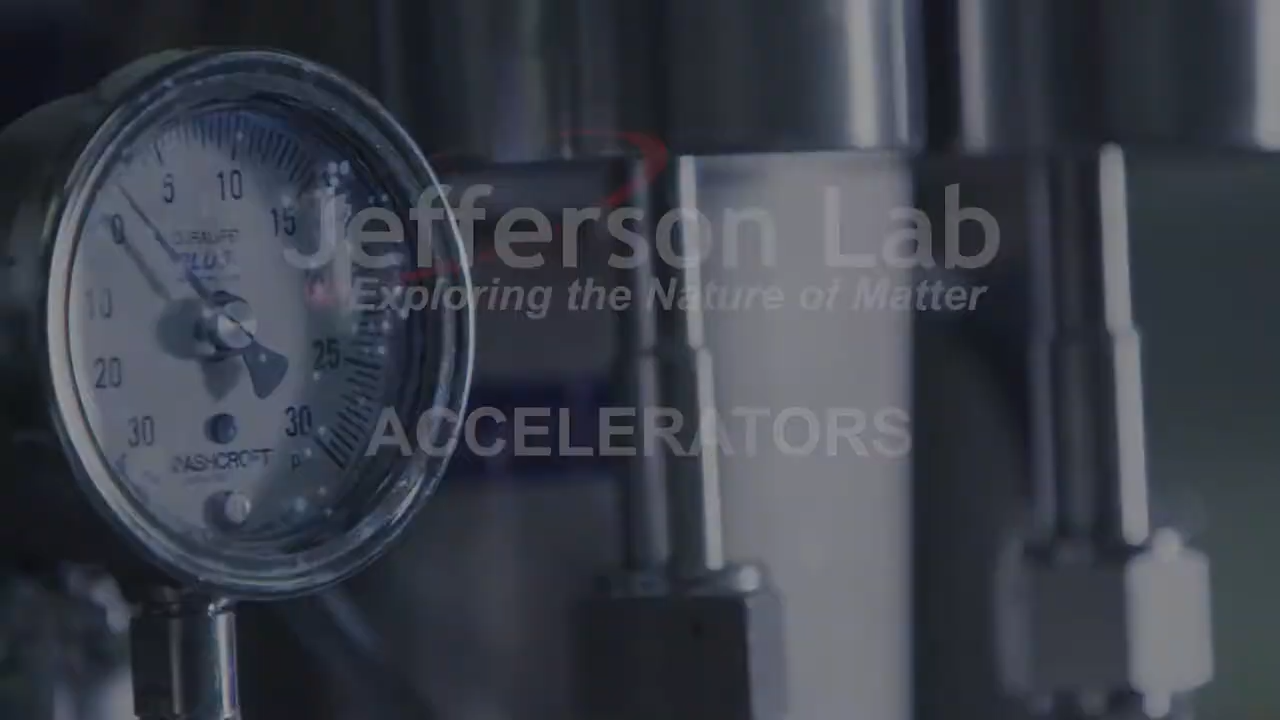 Jefferson Lab
Exploring the Nature of Matter
ACCELERATORS
5
10
0
15
10
20
25
30
30
ASHCROFT